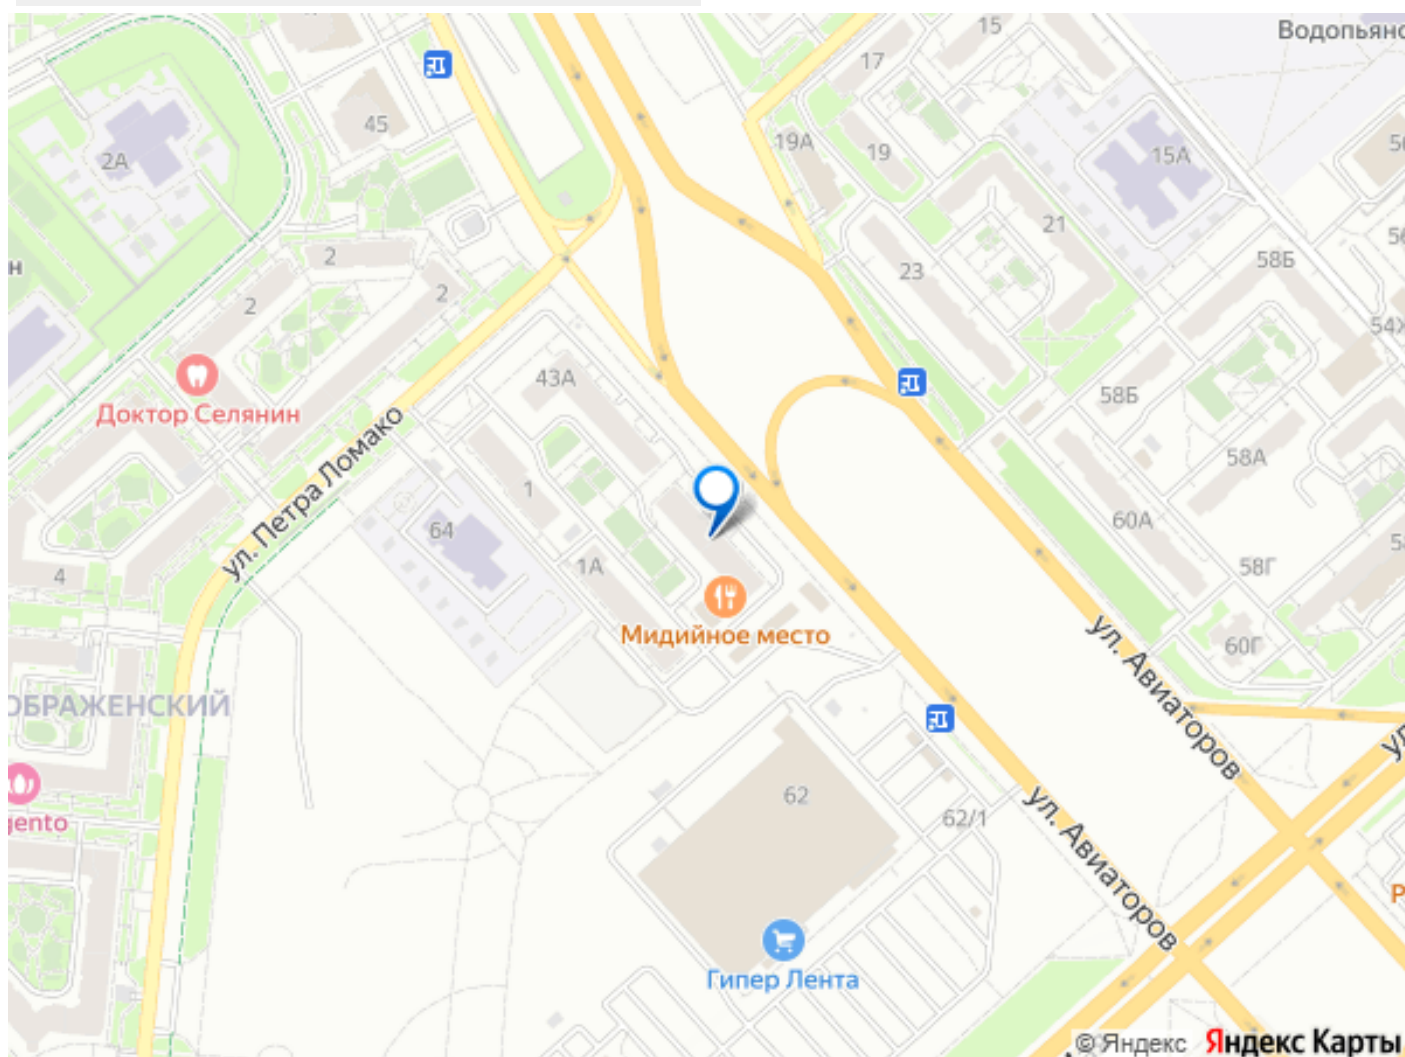 Водопьяно
15
17
45
19А
19
15А
2А
21
2
58Б
23
н
2
2
54Ж
43А
58Б
Доктор Селянин
58А
ул. Петра Ломако
1
60А
64
1А
58Г
4
Мидийное место
60Г
ул. Авиаторов
ОБРАЖЕНСКИЙ
62
62/1
ento
ул. Авиаторов
Гипер Лента
© Яндекс
Яндекс Карты